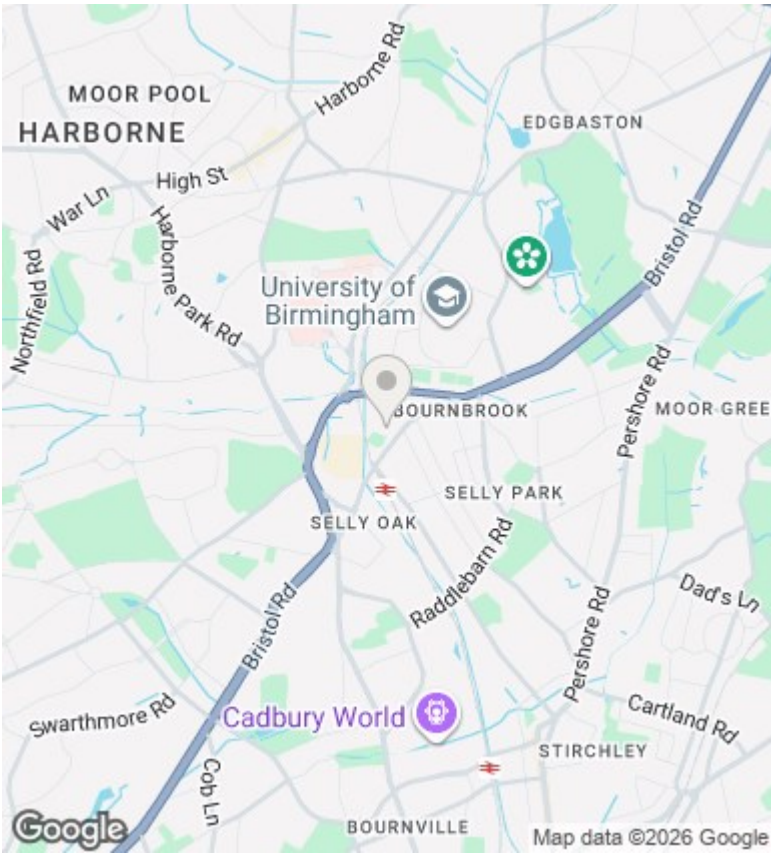 Harborne Rd
MOOR POOL
HARBORNE
EDGBASTON
High St
War Ln
Harborne Park Rd
Bristol Rd
Northfield Rd
University of
Birmingham
Pershore Rd
BOURNBROOK
MOOR GREE
SELLY PARK
SELLY OAK
Raddlebarn Rd
Dad's Ln
Bristol Rd
Pershore Rd
Swarthmore Rd
Cadbury World
Cartland Rd
STIRCHLEY
Cob Ln
Google
BOURNVILLE
Map data ©2026 Google